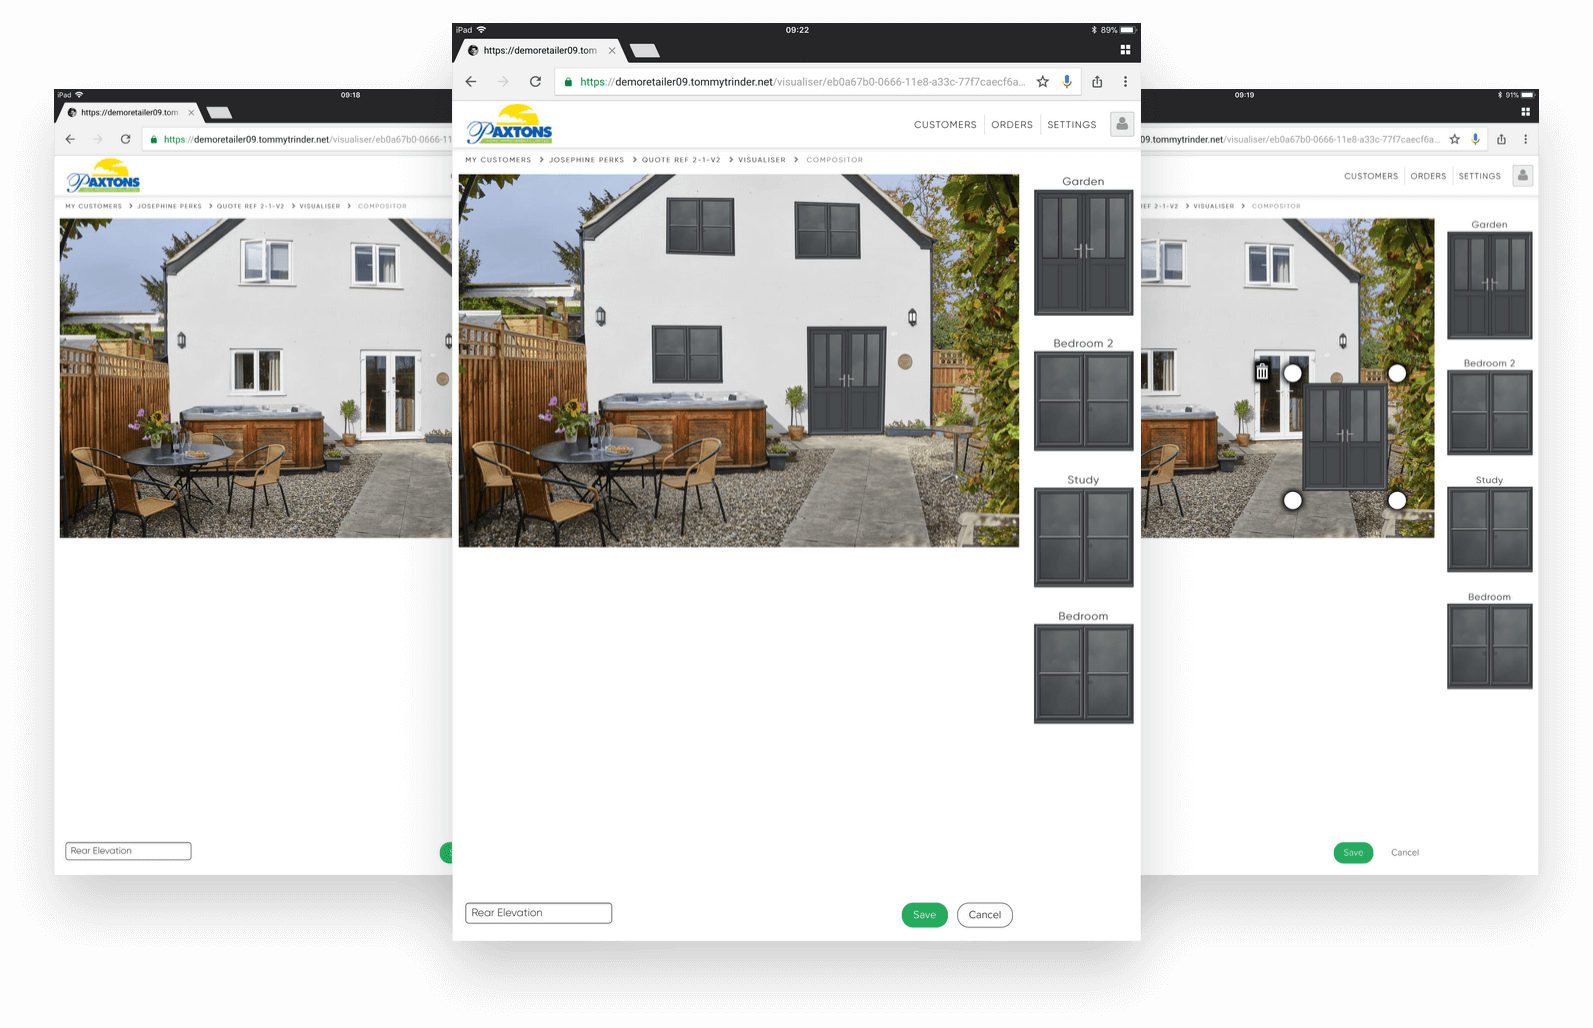 iPad 09:18
https://demoretailer09.tom
https://demoretailer09.tommytrinder.net/visualiser/eb0a67b0-0666-11
PAXTONS
MY CUSTOMERS > JOSEPHINE PERKS > QUOTE REF 2-1-V2 > VISUALISER > COMPOSITOR
Rear Elevation
iPad 09:22 89%
https://demoretailer09.tom
https://demoretailer09.tommytrinder.net/visualiser/eb0a67b0-0666-11e8-a33c-77f7caecf6a...
PAXTONS
CUSTOMERS ORDERS SETTINGS
MY CUSTOMERS > JOSEPHINE PERKS > QUOTE REF 2-1-V2 > VISUALISER > COMPOSITOR
Garden
Bedroom 2
Study
Bedroom
Rear Elevation
Save Cancel
09:19 91%
09.tommytrinder.net/visualiser/eb0a67b0-0666-11e8-a33c-77f7caecf6a...
CUSTOMERS ORDERS SETTINGS
REF 2-1-V2 > VISUALISER > COMPOSITOR
Garden
Bedroom 2
Study
Bedroom
Save Cancel